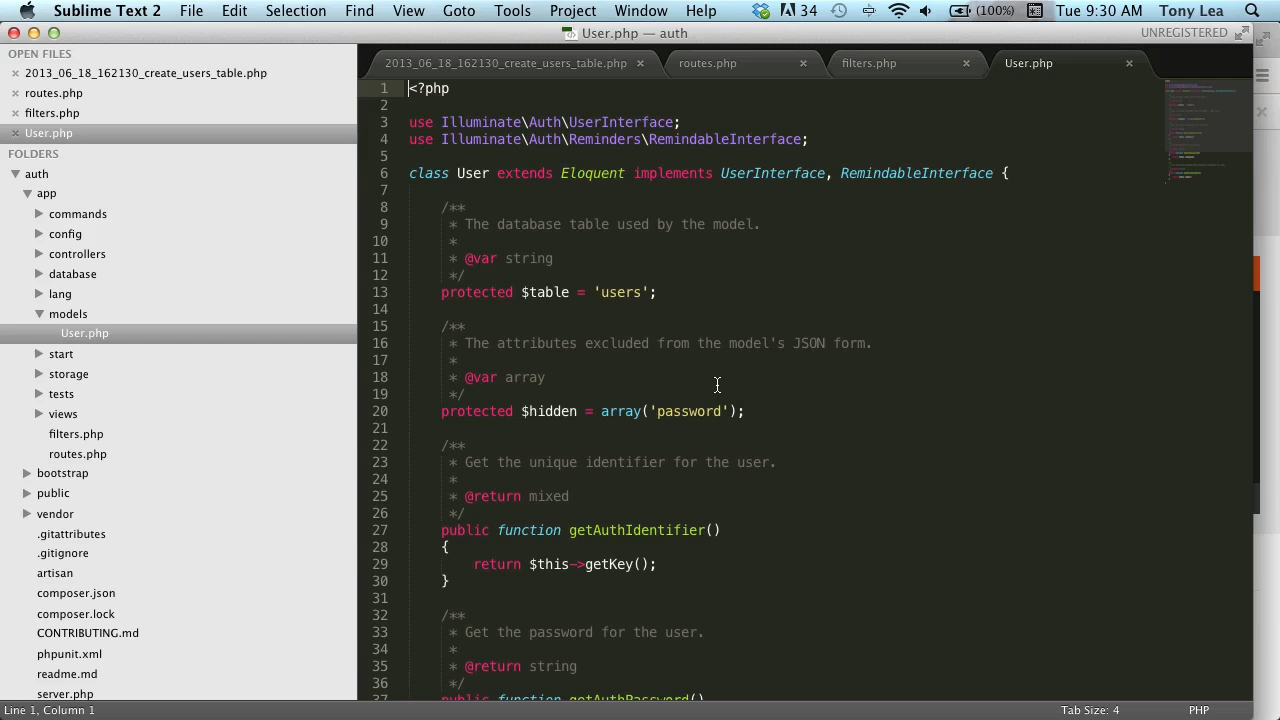 Sublime Text 2 File Edit Selection Find View Goto Tools Project Window Help 34 (100%) Tue 9:30 AM Tony Lea
User.php — auth
UNREGISTERED
OPEN FILES
2013_06_18_162130_create_users_table.php
routes.php
filters.php
User.php
FOLDERS
auth
app
commands
config
controllers
database
lang
models
User.php
start
storage
tests
views
filters.php
routes.php
bootstrap
public
vendor
.gitattributes
.gitignore
artisan
composer.json
composer.lock
CONTRIBUTING.md
phpunit.xml
readme.md
server.php
2013_06_18_162130_create_users_table.php routes.php filters.php User.php
1 <?php
2
3 use Illuminate\Auth\UserInterface;
4 use Illuminate\Auth\Reminders\RemindableInterface;
5
6 class User extends Eloquent implements UserInterface, RemindableInterface {
7
8 /**
9 * The database table used by the model.
10 *
11 * @var string
12 */
13 protected $table = 'users';
14
15 /**
16 * The attributes excluded from the model's JSON form.
17 *
18 * @var array
19 */
20 protected $hidden = array('password');
21
22 /**
23 * Get the unique identifier for the user.
24 *
25 * @return mixed
26 */
27 public function getAuthIdentifier()
28 {
29 return $this->getKey();
30 }
31
32 /**
33 * Get the password for the user.
34 *
35 * @return string
36 */
37 public function getAuthPassword()
Line 1, Column 1
Tab Size: 4
PHP